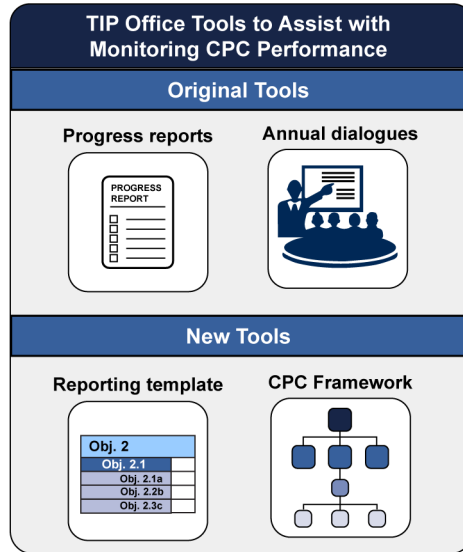 TIP Office Tools to Assist with
Monitoring CPC Performance
Original Tools
Progress reports
Annual dialogues
PROGRESS
REPORT
New Tools
Reporting template
CPC Framework
Obj. 2
Obj. 2.1
Obj. 2.1a
Obj. 2.2b
Obj. 2.3c